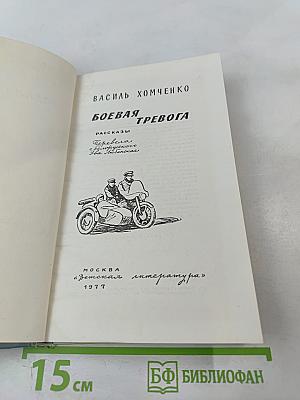 ВАСИЛЬ ХОМЧЕНКО
БОЕВАЯ
ТРЕВОГА
РАССКАЗЫ
Перевела
с белорусского
МОСКВА
«Детская литература»
1977
15 см
БФ БИБЛИОФАН